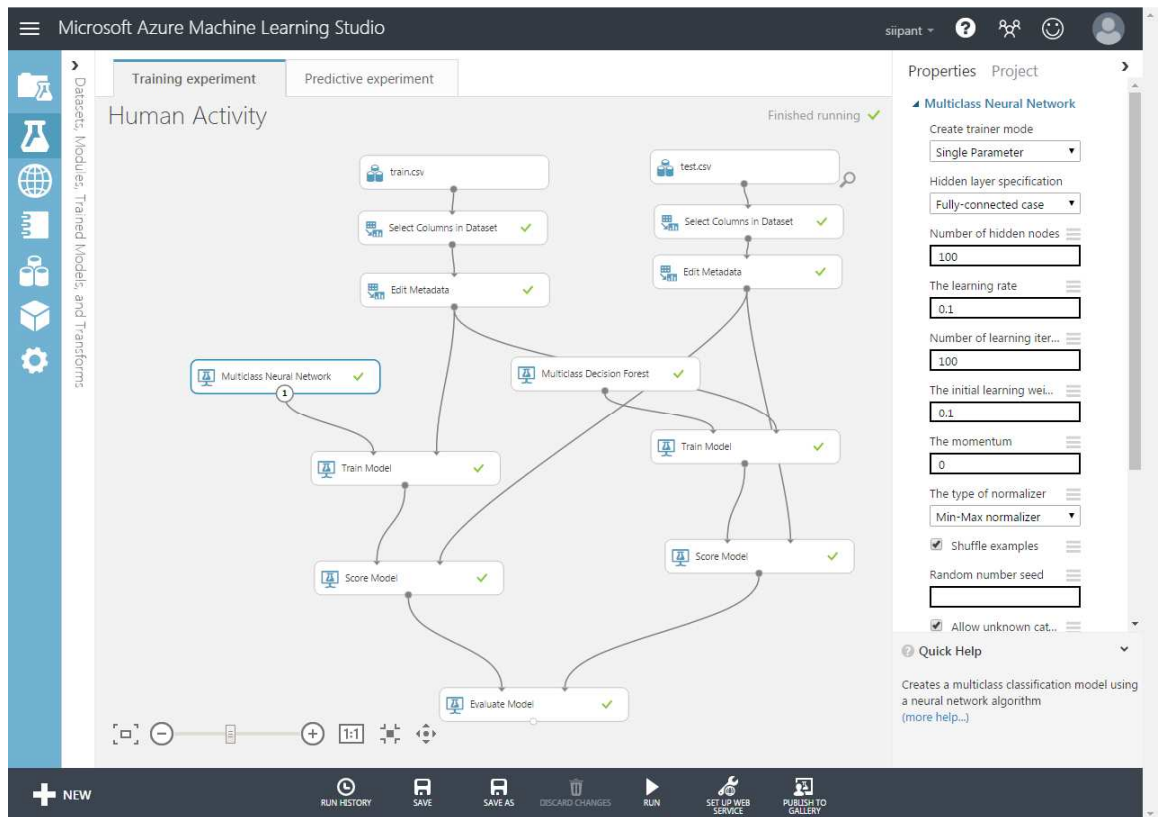 Microsoft Azure Machine Learning Studio
siipant
?
Datasets, Modules, Trained Models, and Transforms
Training experiment
Predictive experiment
Human Activity
Finished running
train.csv
test.csv
Select Columns in Dataset
Select Columns in Dataset
Edit Metadata
Edit Metadata
Multiclass Neural Network
1
Multiclass Decision Forest
Train Model
Train Model
Score Model
Score Model
Evaluate Model
1:1
Properties
Project
Multiclass Neural Network
Create trainer mode
Single Parameter
Hidden layer specification
Fully-connected case
Number of hidden nodes
100
The learning rate
0.1
Number of learning iter...
100
The initial learning wei...
0.1
The momentum
0
The type of normalizer
Min-Max normalizer
Shuffle examples
Random number seed
Allow unknown cat...
? Quick Help
Creates a multiclass classification model using
a neural network algorithm
(more help...)
NEW
RUN HISTORY
SAVE
SAVE AS
DISCARD CHANGES
RUN
SET UP WEB
SERVICE
PUBLISH TO
GALLERY